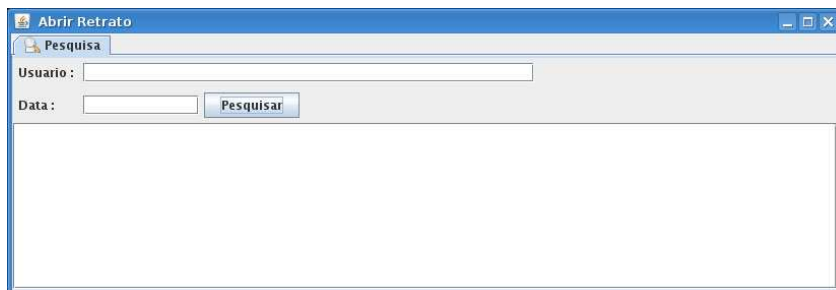 Abrir Retrato
Pesquisa
Usuario :
Data :
Pesquisar